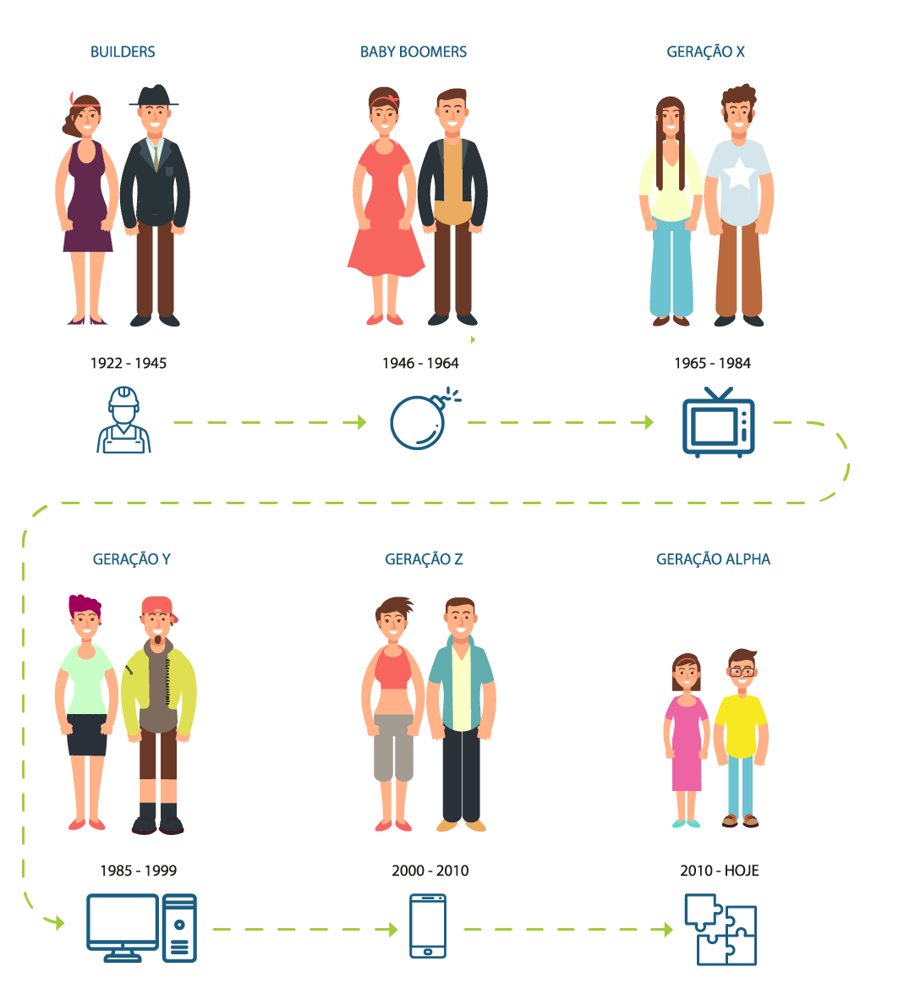 BUILDERS
BABY BOOMERS
GERAÇÃO X
1922 - 1945
1946 - 1964
1965 - 1984
GERAÇÃO Y
GERAÇÃO Z
GERAÇÃO ALPHA
1985 - 1999
2000 - 2010
2010 - HOJE